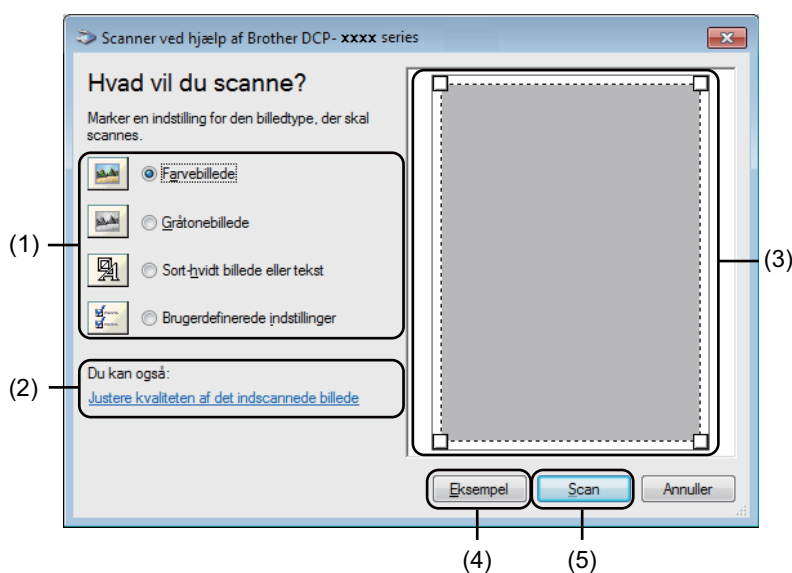 Scanner ved hjælp af Brother DCP- xxxx series
Hvad vil du scanne?
Marker en indstilling for den billedtype, der skal
scannes.
Farvebillede
Gråtonebillede
Sort-hvidt billede eller tekst
Brugerdefinerede indstillinger
(1)
Du kan også:
Justere kvaliteten af det indscannede billede
(2)
(3)
Eksempel
Scan
Annuller
(4)
(5)